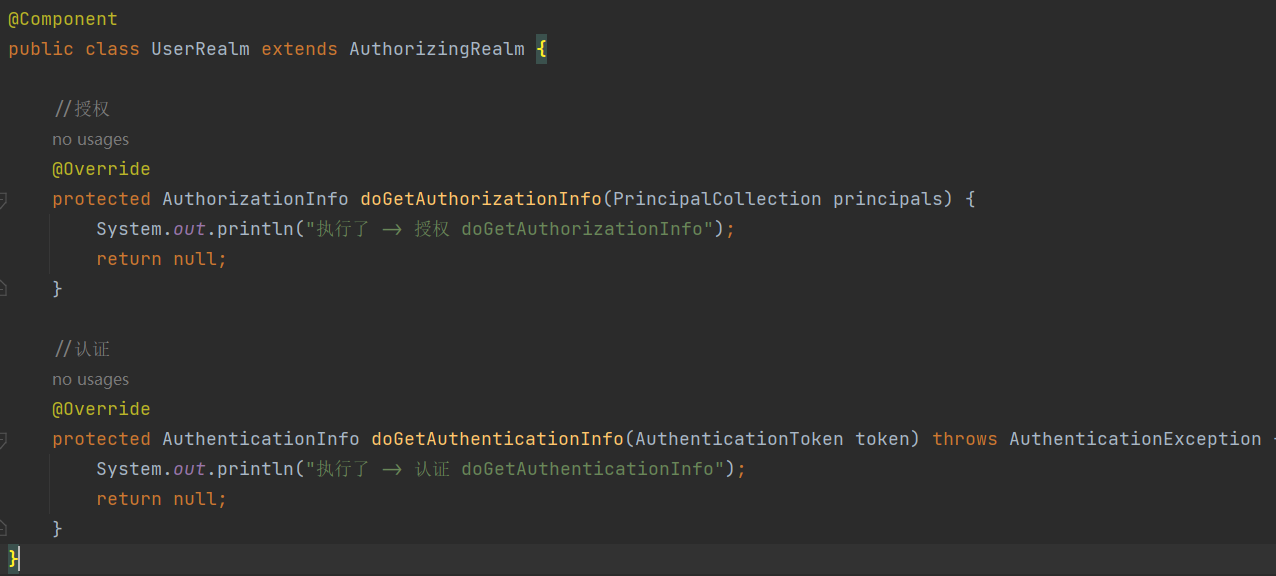 @Component
public class UserRealm extends AuthorizingRealm {
//授权
no usages
@Override
protected AuthorizationInfo doGetAuthorizationInfo(PrincipalCollection principals) {
System.out.println("执行了 -> 授权 doGetAuthorizationInfo");
return null;
}
//认证
no usages
@Override
protected AuthenticationInfo doGetAuthenticationInfo(AuthenticationToken token) throws AuthenticationException {
System.out.println("执行了 -> 认证 doGetAuthenticationInfo");
return null;
}
}